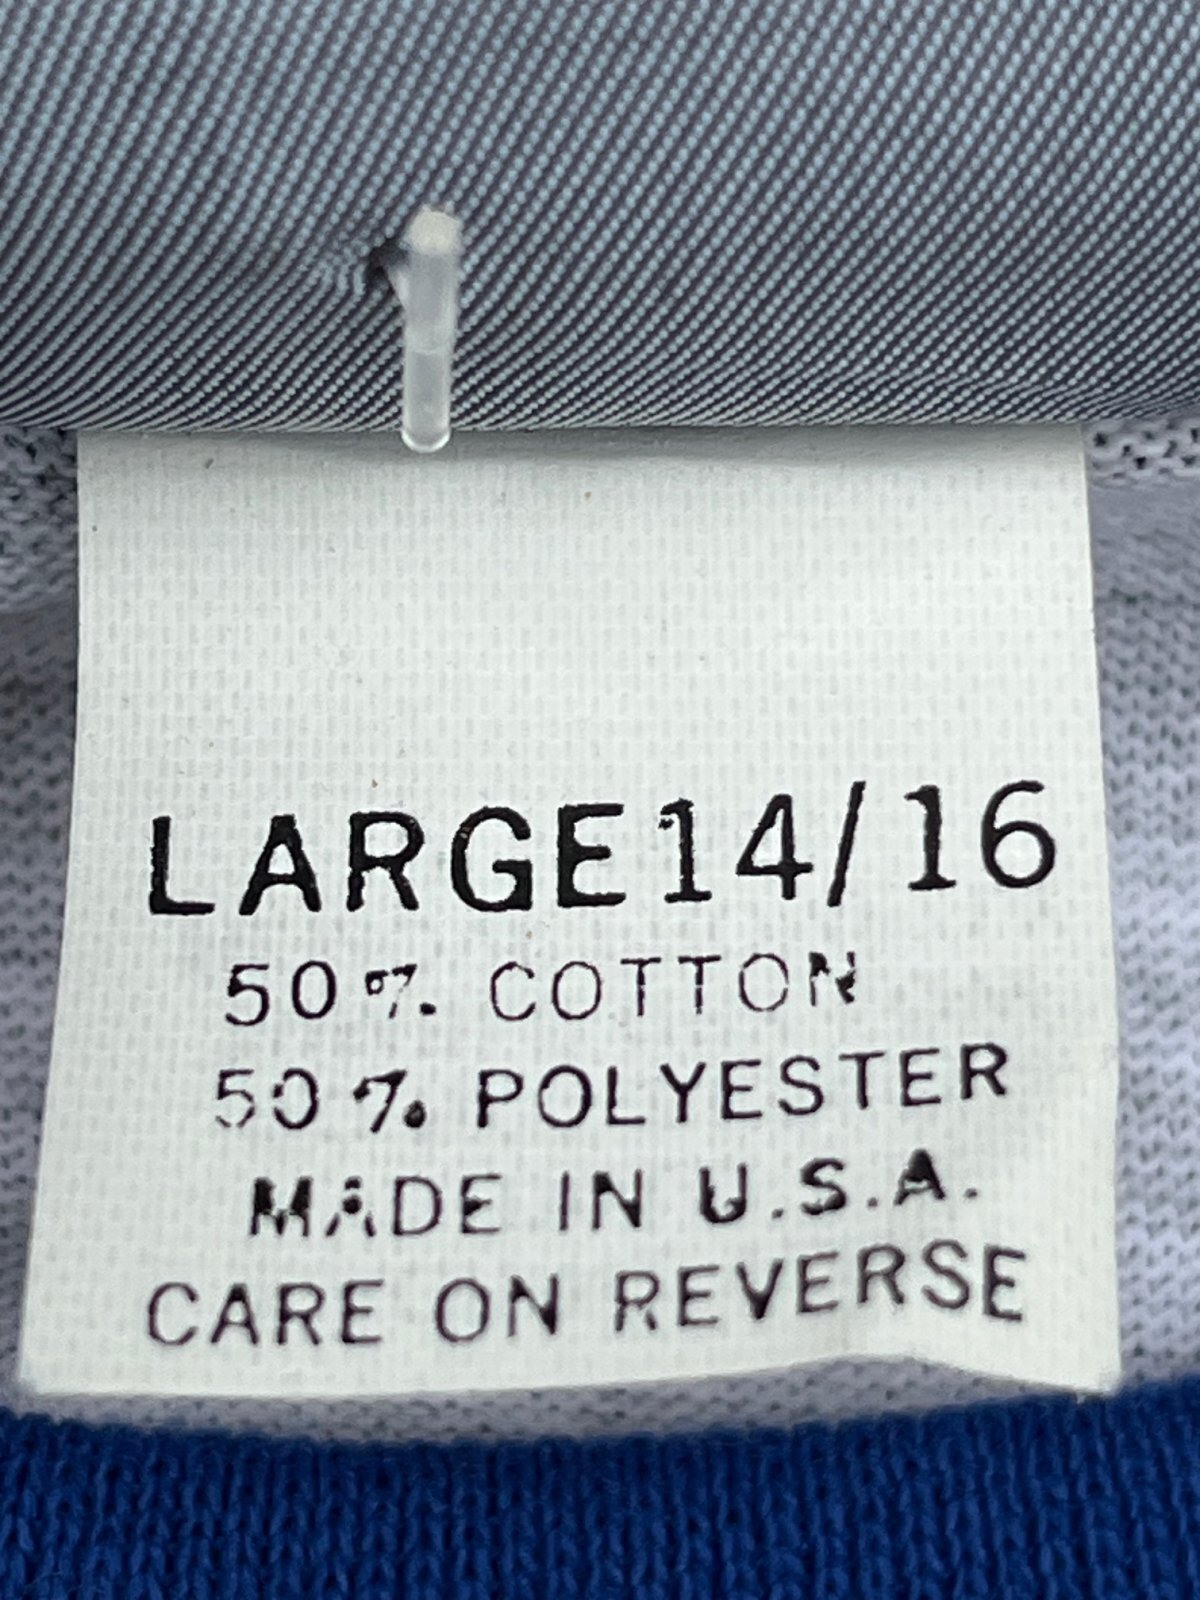 LARGE 14/16
50% COTTON
50% POLYESTER
MADE IN U.S.A.
CARE ON REVERSE